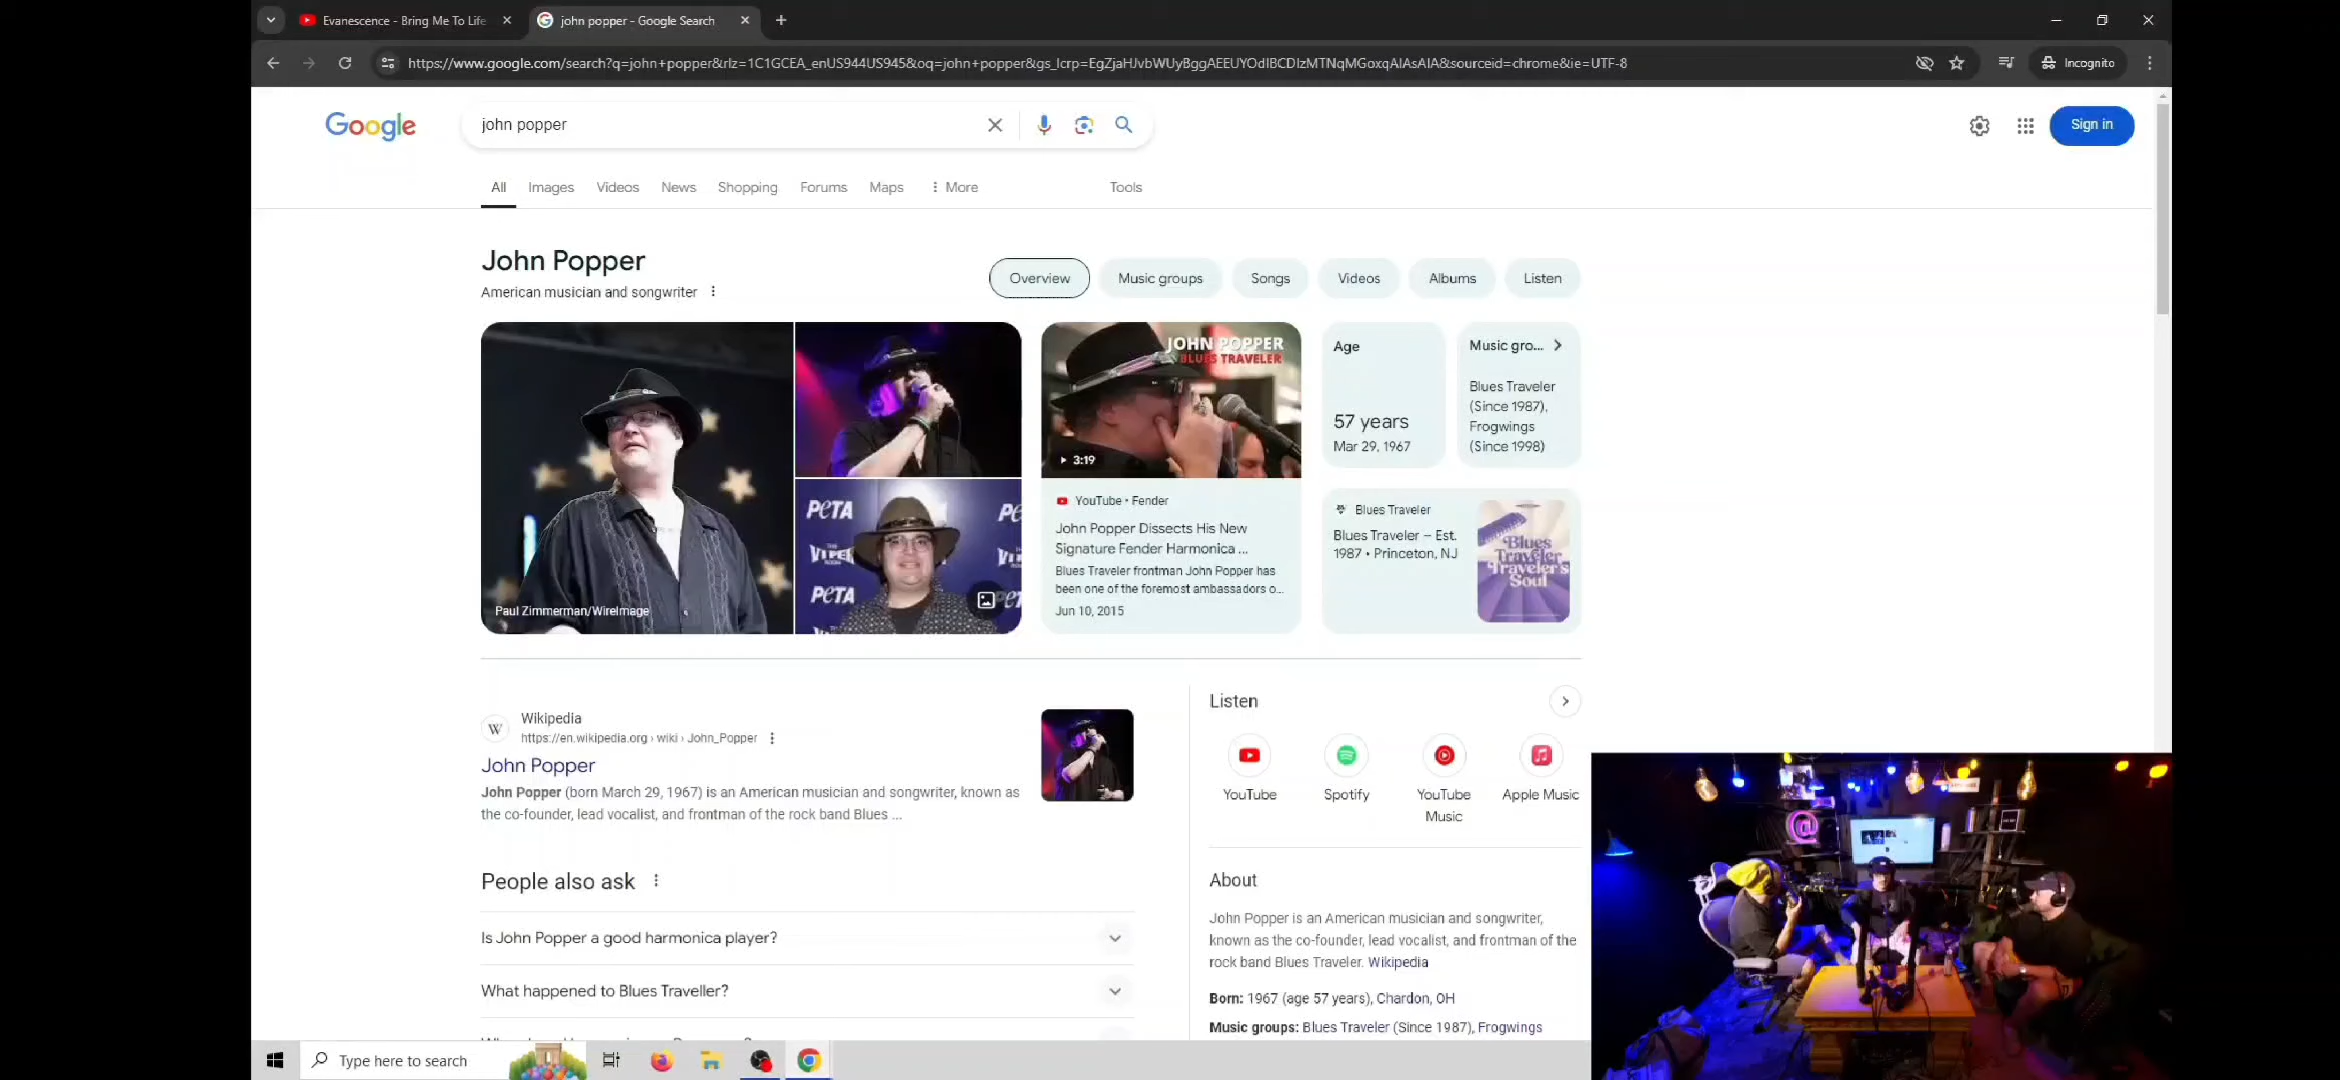 Evanescence - Bring Me To Life
john popper - Google Search
https://www.google.com/search?q=john+popper&rlz=1C1GCEA_enUS944US945&oq=john+popper&gs_lcrp=EgZjaHJvbWUyBggAEEUYOdIBCDIzMTNqMGoxqAIAsAIA&sourceid=chrome&ie=UTF-8
Incognito
Google
john popper
Sign in
All Images Videos News Shopping Forums Maps More Tools
John Popper
American musician and songwriter
Overview Music groups Songs Videos Albums Listen
Paul Zimmerman/WireImage
PETA
THE
VIPER
ROOM
PETA
JOHN POPPER
BLUES TRAVELER
3:19
YouTube • Fender
John Popper Dissects His New
Signature Fender Harmonica ...
Blues Traveler frontman John Popper has
been one of the foremost ambassadors o...
Jun 10, 2015
Age
57 years
Mar 29, 1967
Music gro...
Blues Traveler
(Since 1987),
Frogwings
(Since 1998)
Blues Traveler
Blues Traveler – Est.
1987 • Princeton, NJ
Blues
Traveler
Traveler's
Soul
W
Wikipedia
https://en.wikipedia.org › wiki › John_Popper
John Popper
John Popper (born March 29, 1967) is an American musician and songwriter, known as
the co-founder, lead vocalist, and frontman of the rock band Blues ...
People also ask
Is John Popper a good harmonica player?
What happened to Blues Traveller?
Listen
YouTube
Spotify
YouTube
Music
Apple Music
About
John Popper is an American musician and songwriter,
known as the co-founder, lead vocalist, and frontman of the
rock band Blues Traveler. Wikipedia
Born: 1967 (age 57 years), Chardon, OH
Music groups: Blues Traveler (Since 1987), Frogwings
@
Type here to search